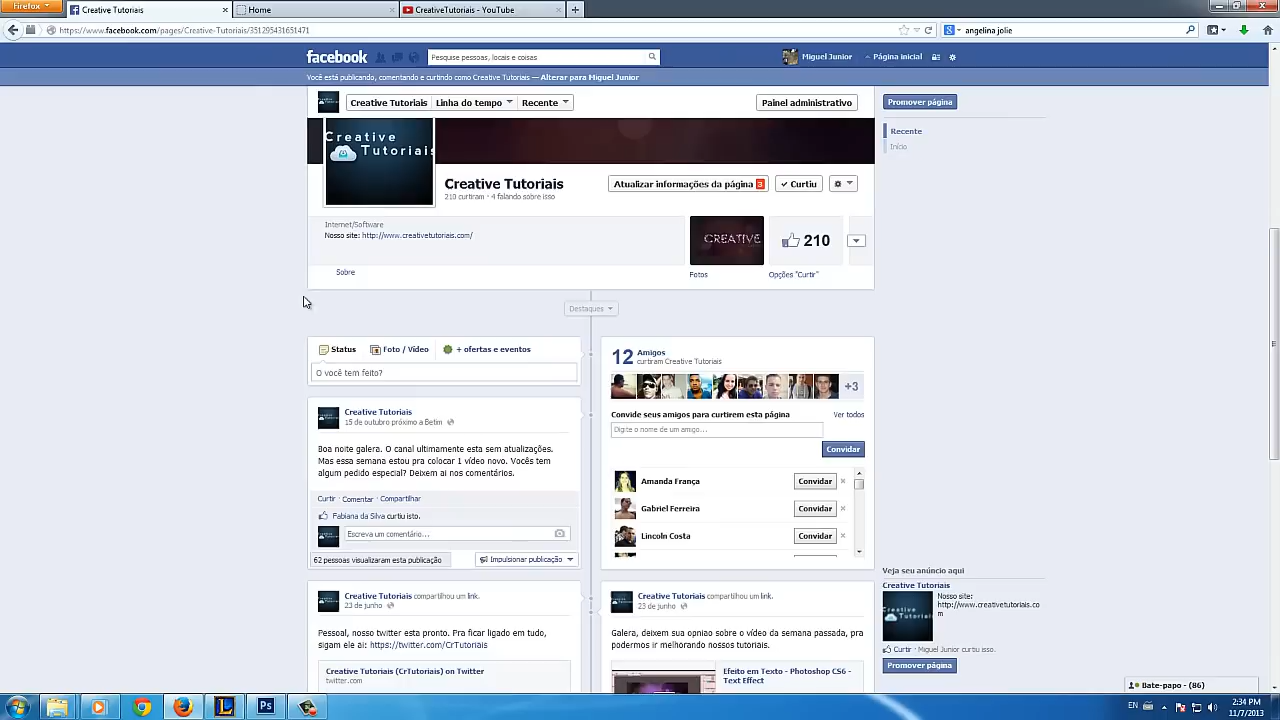 Firefox
Creative Tutoriais
Home
CreativeTutoriais - YouTube
https://www.facebook.com/pages/Creative-Tutoriais/351295431651471
angelina jolie
facebook
Pesquise pessoas, locais e coisas
Miguel Junior
Página inicial
Você está publicando, comentando e curtindo como Creative Tutoriais — Alterar para Miguel Junior
Creative Tutoriais
Linha do tempo
Recente
Painel administrativo
Promover página
Recente
Início
Creative
Tutoriais
Creative Tutoriais
210 curtiram · 4 falando sobre isso
Atualizar informações da página 3
Curtiu
Internet/Software
Nosso site: http://www.creativetutoriais.com/
Sobre
CREATIVE
Fotos
210
Opções "Curtir"
Destaques
Status
Foto / Vídeo
+ ofertas e eventos
O você tem feito?
12 Amigos
curtiram Creative Tutoriais
+3
Convide seus amigos para curtirem esta página
Ver todos
Digite o nome de um amigo...
Convidar
Amanda França
Convidar
Gabriel Ferreira
Convidar
Lincoln Costa
Convidar
Creative Tutoriais
15 de outubro próximo a Betim
Boa noite galera. O canal ultimamente esta sem atualizações.
Mas essa semana estou pra colocar 1 vídeo novo. Vocês tem
algum pedido especial? Deixem ai nos comentários.
Curtir · Comentar · Compartilhar
Fabiana da Silva curtiu isto.
Escreva um comentário...
62 pessoas visualizaram esta publicação
Impulsionar publicação
Creative Tutoriais compartilhou um link.
23 de junho
Pessoal, nosso twitter esta pronto. Pra ficar ligado em tudo,
sigam ele ai: https://twitter.com/CrTutoriais
Creative Tutoriais (CrTutoriais) on Twitter
twitter.com
Creative Tutoriais compartilhou um link.
23 de junho
Galera, deixem sua opniao sobre o vídeo da semana passada, pra
podermos ir melhorando nossos tutoriais.
Efeito em Texto - Photoshop CS6 -
Text Effect
Veja seu anúncio aqui
Creative Tutoriais
Creative
Tutoriais
Nosso site:
http://www.creativetutoriais.co
m
Curtir · Miguel Junior curtiu isso.
Promover página
Bate-papo - (86)
Ps
EN
2:34 PM
11/7/2013